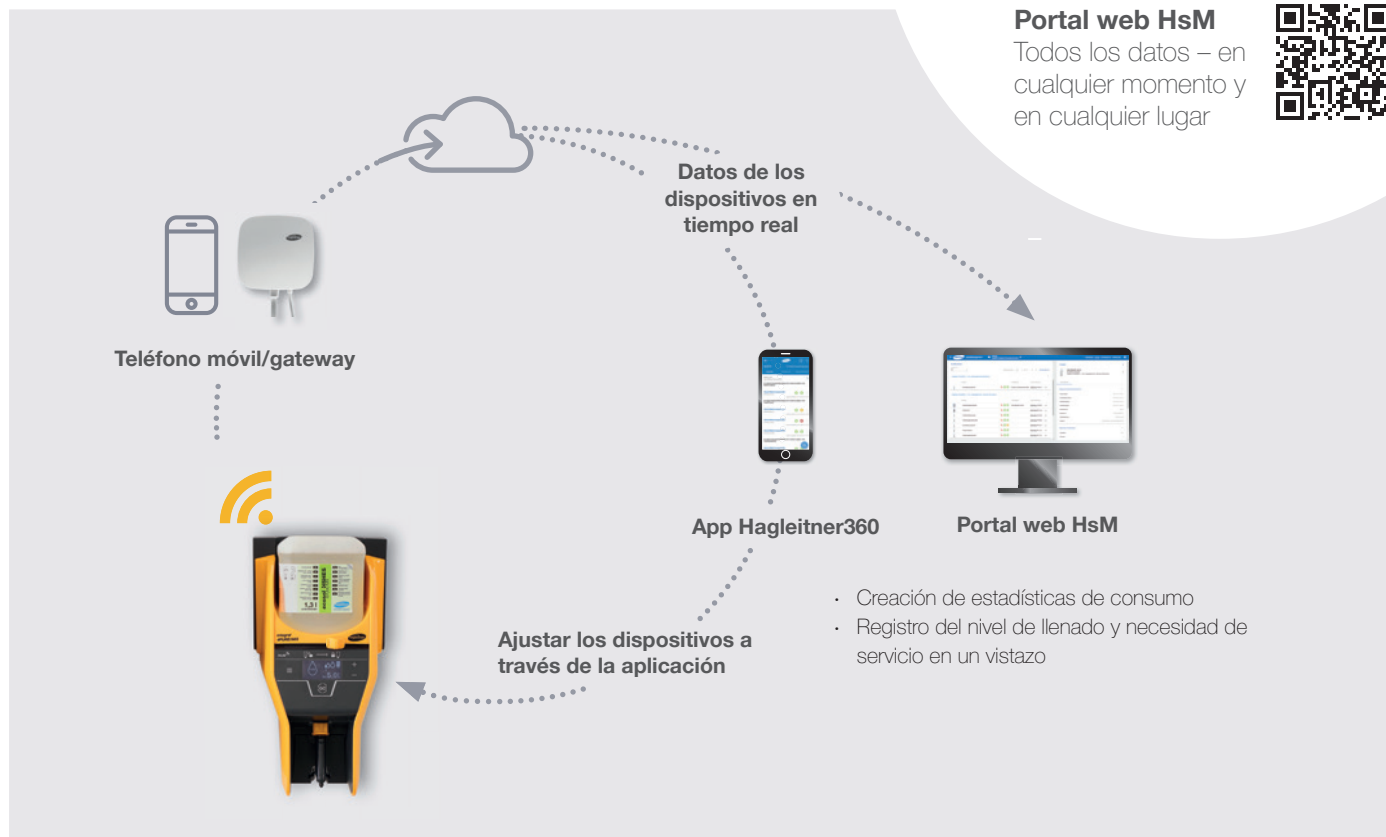 Portal web HsM
Todos los datos – en
cualquier momento y
en cualquier lugar
Datos de los
dispositivos en
tiempo real
Teléfono móvil/gateway
App Hagleitner360
Portal web HsM
Ajustar los dispositivos a
través de la aplicación
· Creación de estadísticas de consumo
· Registro del nivel de llenado y necesidad de
servicio en un vistazo
1,3 l